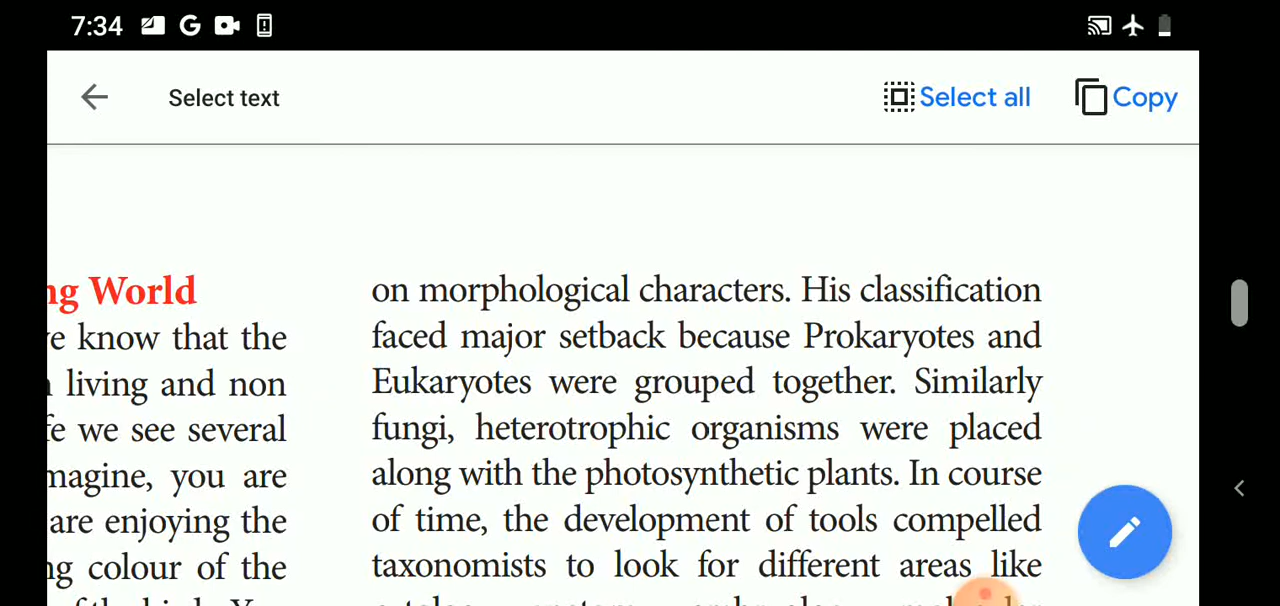 7:34
Select text
Select all
Copy
ng World
we know that the
living and non
we see several
magine, you are
are enjoying the
ng colour of the
of the
on morphological characters. His classification
faced major setback because Prokaryotes and
Eukaryotes were grouped together. Similarly
fungi, heterotrophic organisms were placed
along with the photosynthetic plants. In course
of time, the development of tools compelled
taxonomists to look for different areas like